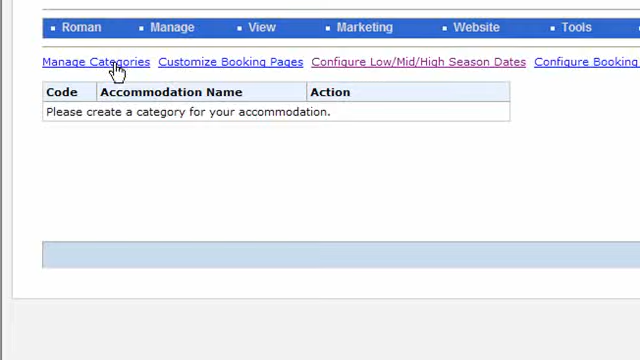 Roman Manage View Marketing Website Tools
Manage Categories Customize Booking Pages Configure Low/Mid/High Season Dates Configure Booking
Code Accommodation Name Action
Please create a category for your accommodation.